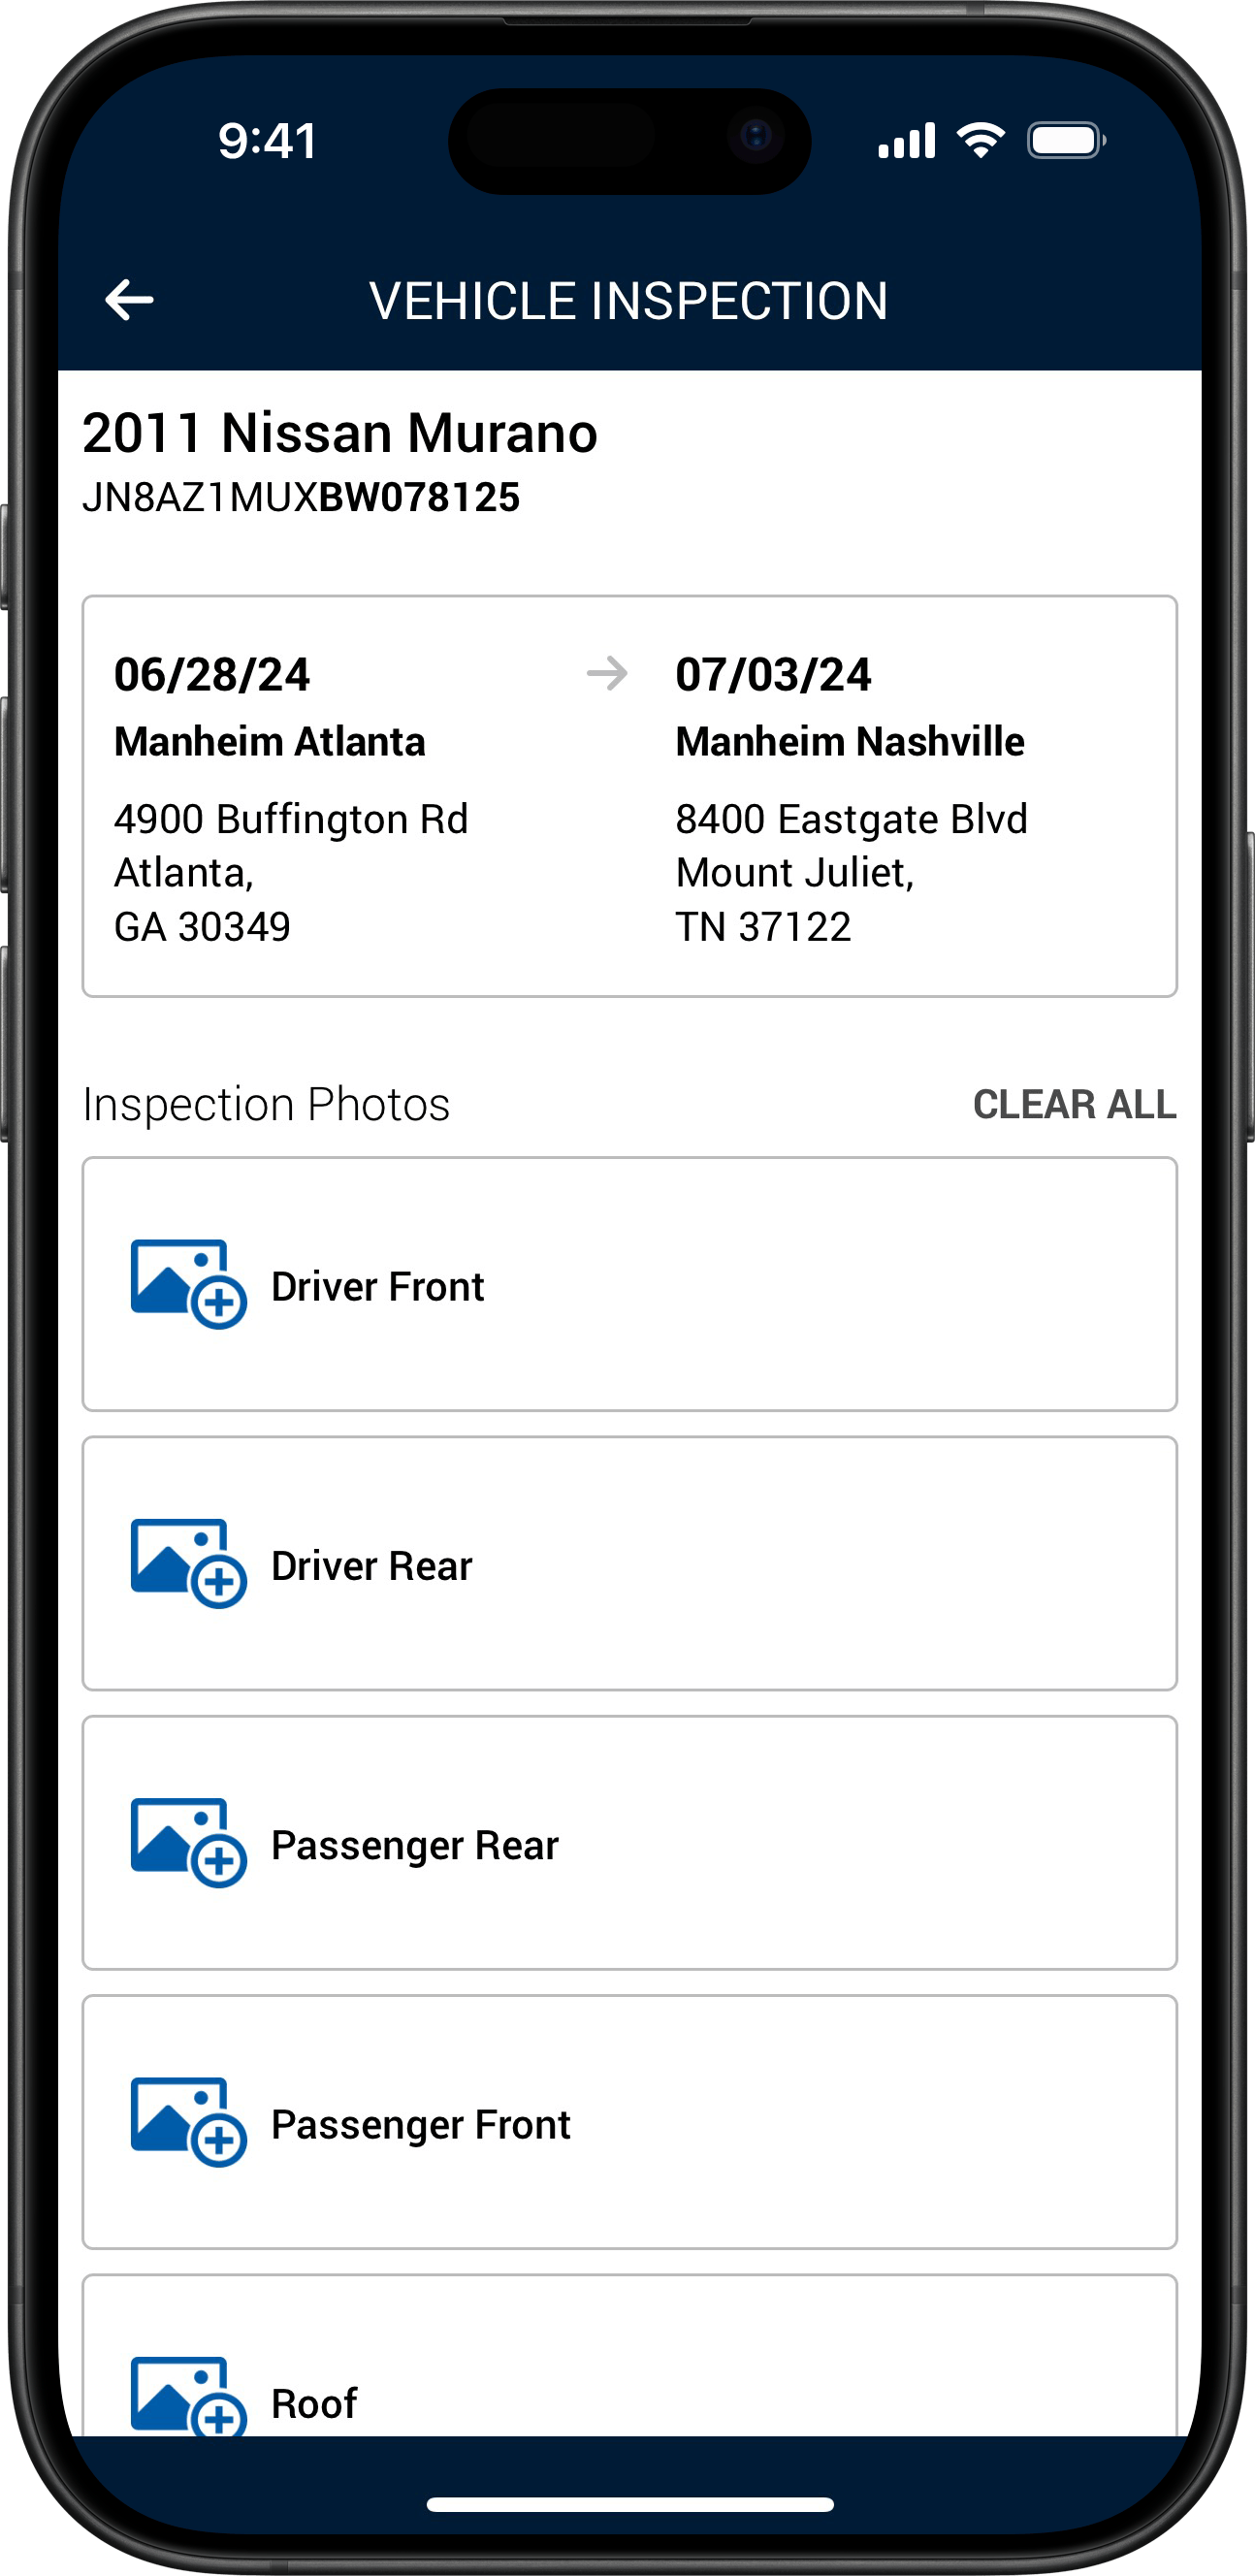 9:41
VEHICLE INSPECTION
2011 Nissan Murano
JN8AZ1MUXBW078125
06/28/24
Manheim Atlanta
4900 Buffington Rd
Atlanta,
GA 30349
07/03/24
Manheim Nashville
8400 Eastgate Blvd
Mount Juliet,
TN 37122
Inspection Photos
CLEAR ALL
Driver Front
Driver Rear
Passenger Rear
Passenger Front
Roof